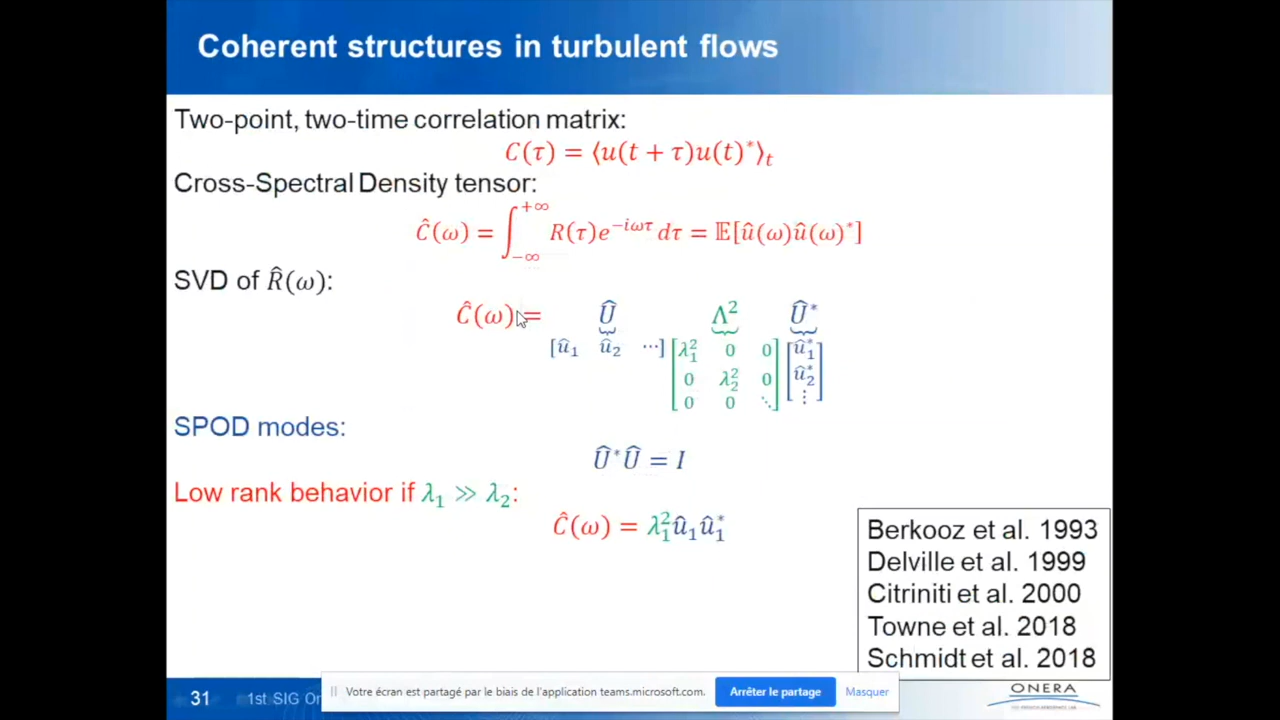 Coherent structures in turbulent flows
Two-point, two-time correlation matrix:
C(τ) = ⟨u(t + τ)u(t)*⟩ₜ
Cross-Spectral Density tensor:
Ĉ(ω) = ∫_{-∞}^{+∞} R(τ)e^{-iωτ} dτ = 𝔼[û(ω)û(ω)*]
SVD of R̂(ω):
Ĉ(ω) = Û Λ² Û*
[û₁ û₂ ⋯] [λ₁² 0 0 [û₁*
0 λ₂² 0 û₂*
0 0 ⋱] ⋮]
SPOD modes:
Û*Û = I
Low rank behavior if λ₁ ≫ λ₂:
Ĉ(ω) = λ₁²û₁û₁*
Berkooz et al. 1993
Delville et al. 1999
Citriniti et al. 2000
Towne et al. 2018
Schmidt et al. 2018
31 1st SIG
Votre écran est partagé par le biais de l'application teams.microsoft.com. Arrêter le partage Masquer
ONERA